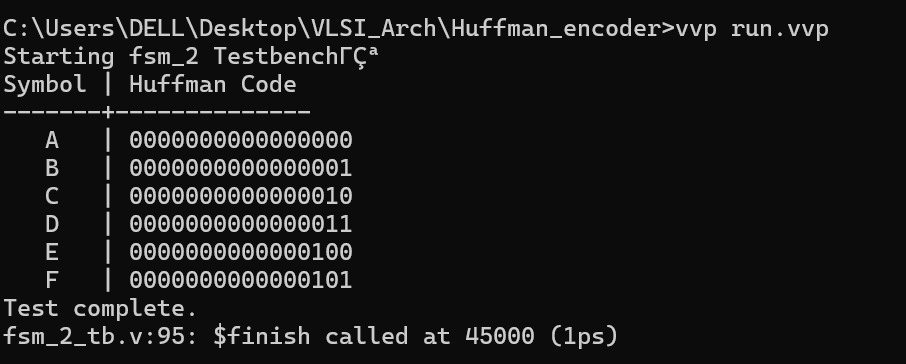 C:\Users\DELL\Desktop\VLSI_Arch\Huffman_encoder>vvp run.vvp
Starting fsm_2 TestbenchΓÇª
Symbol | Huffman Code
-------+--------------
   A   | 0000000000000000
   B   | 0000000000000001
   C   | 0000000000000010
   D   | 0000000000000011
   E   | 0000000000000100
   F   | 0000000000000101
Test complete.
fsm_2_tb.v:95: $finish called at 45000 (1ps)